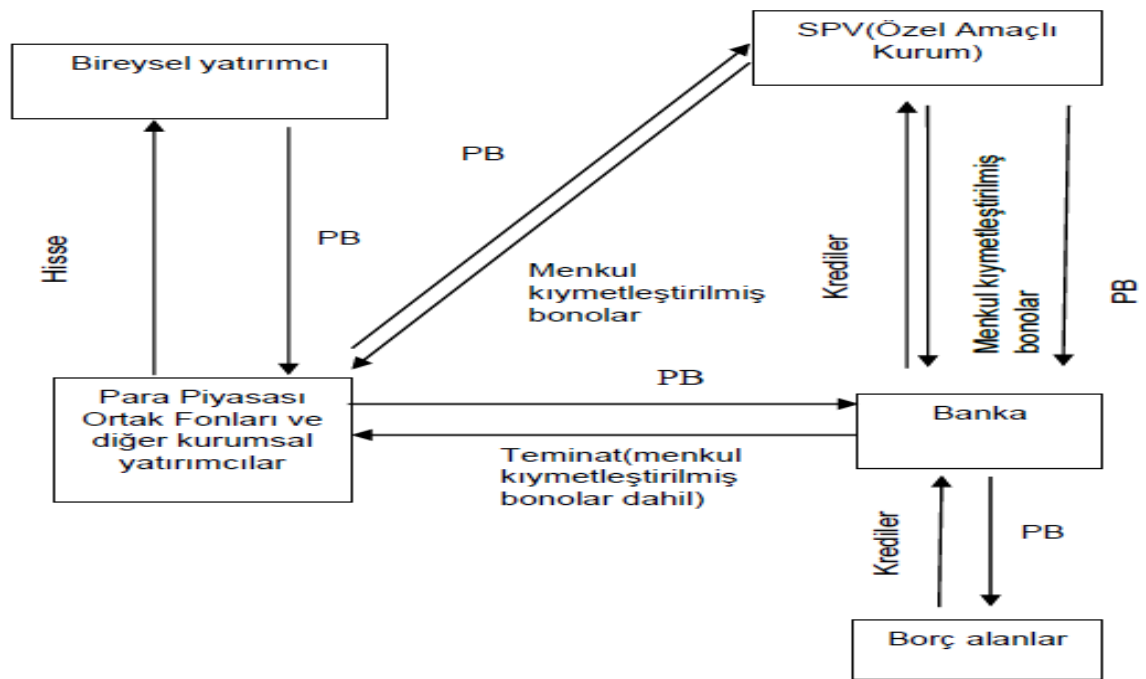 SPV(Özel Amaçlı
Kurum)
Bireysel yatırımcı
PB
Hisse
PB
Menkul
kıymetleştirilmiş
bonolar
Krediler
Menkul kıymetleştirilmiş
bonolar
PB
Para Piyasası
Ortak Fonları ve
diğer kurumsal
yatırımcılar
PB
Banka
Teminat(menkul
kıymetleştirilmiş
bonolar dahil)
Krediler
PB
Borç alanlar